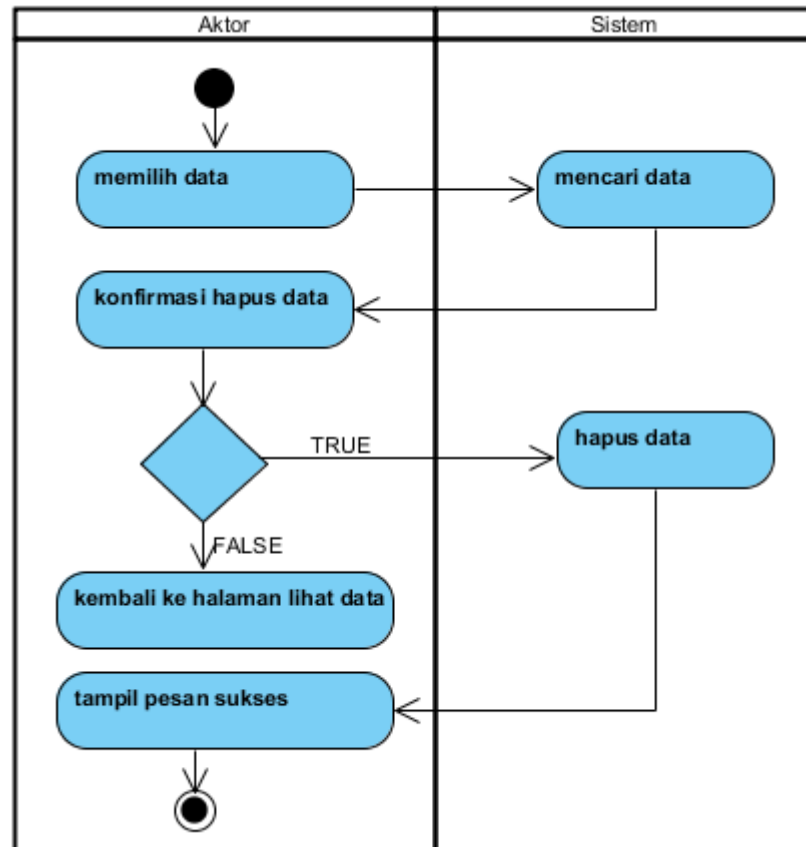 Aktor
Sistem
memilih data
mencari data
konfirmasi hapus data
TRUE
hapus data
FALSE
kembali ke halaman lihat data
tampil pesan sukses